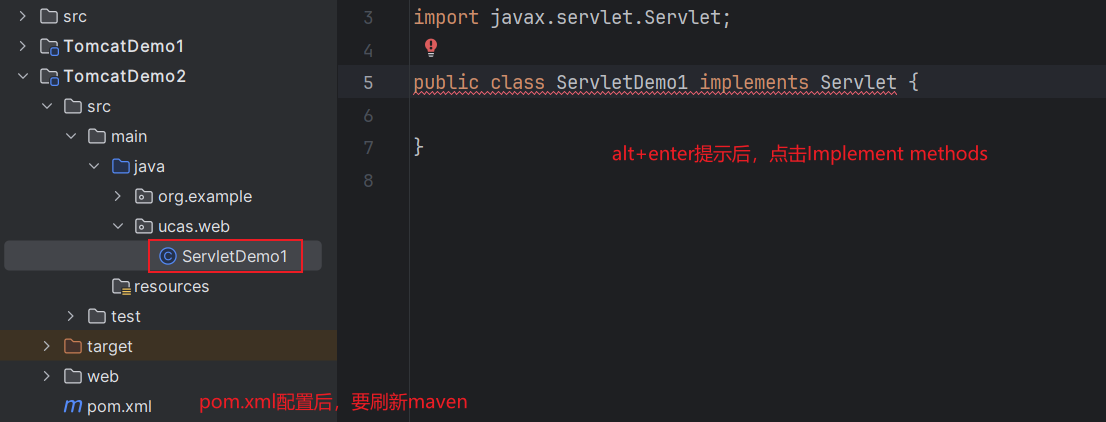 src
TomcatDemo1
TomcatDemo2
src
main
java
org.example
ucas.web
ServletDemo1
resources
test
target
web
pom.xml
pom.xml配置后，要刷新maven
3 import javax.servlet.Servlet;
4
5 public class ServletDemo1 implements Servlet {
6
7 }
8
alt+enter提示后，点击Implement methods